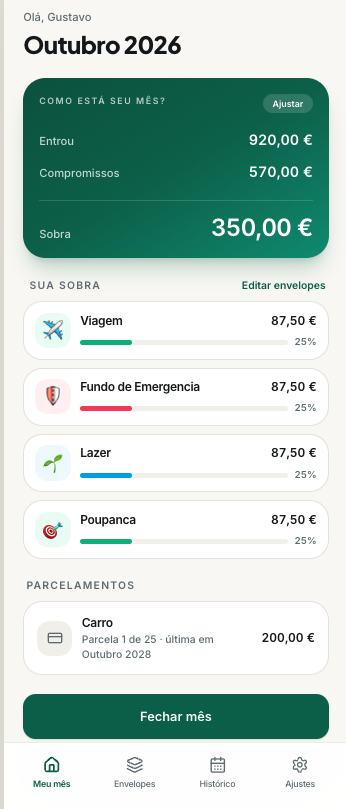 Olá, Gustavo
Outubro 2026
COMO ESTÁ SEU MÊS?
Ajustar
Entrou 920,00 €
Compromissos 570,00 €
Sobra 350,00 €
SUA SOBRA Editar envelopes
Viagem 87,50 €
25%
Fundo de Emergencia 87,50 €
25%
Lazer 87,50 €
25%
Poupanca 87,50 €
25%
PARCELAMENTOS
Carro
Parcela 1 de 25 · última em
Outubro 2028
200,00 €
Fechar mês
Meu mês Envelopes Histórico Ajustes